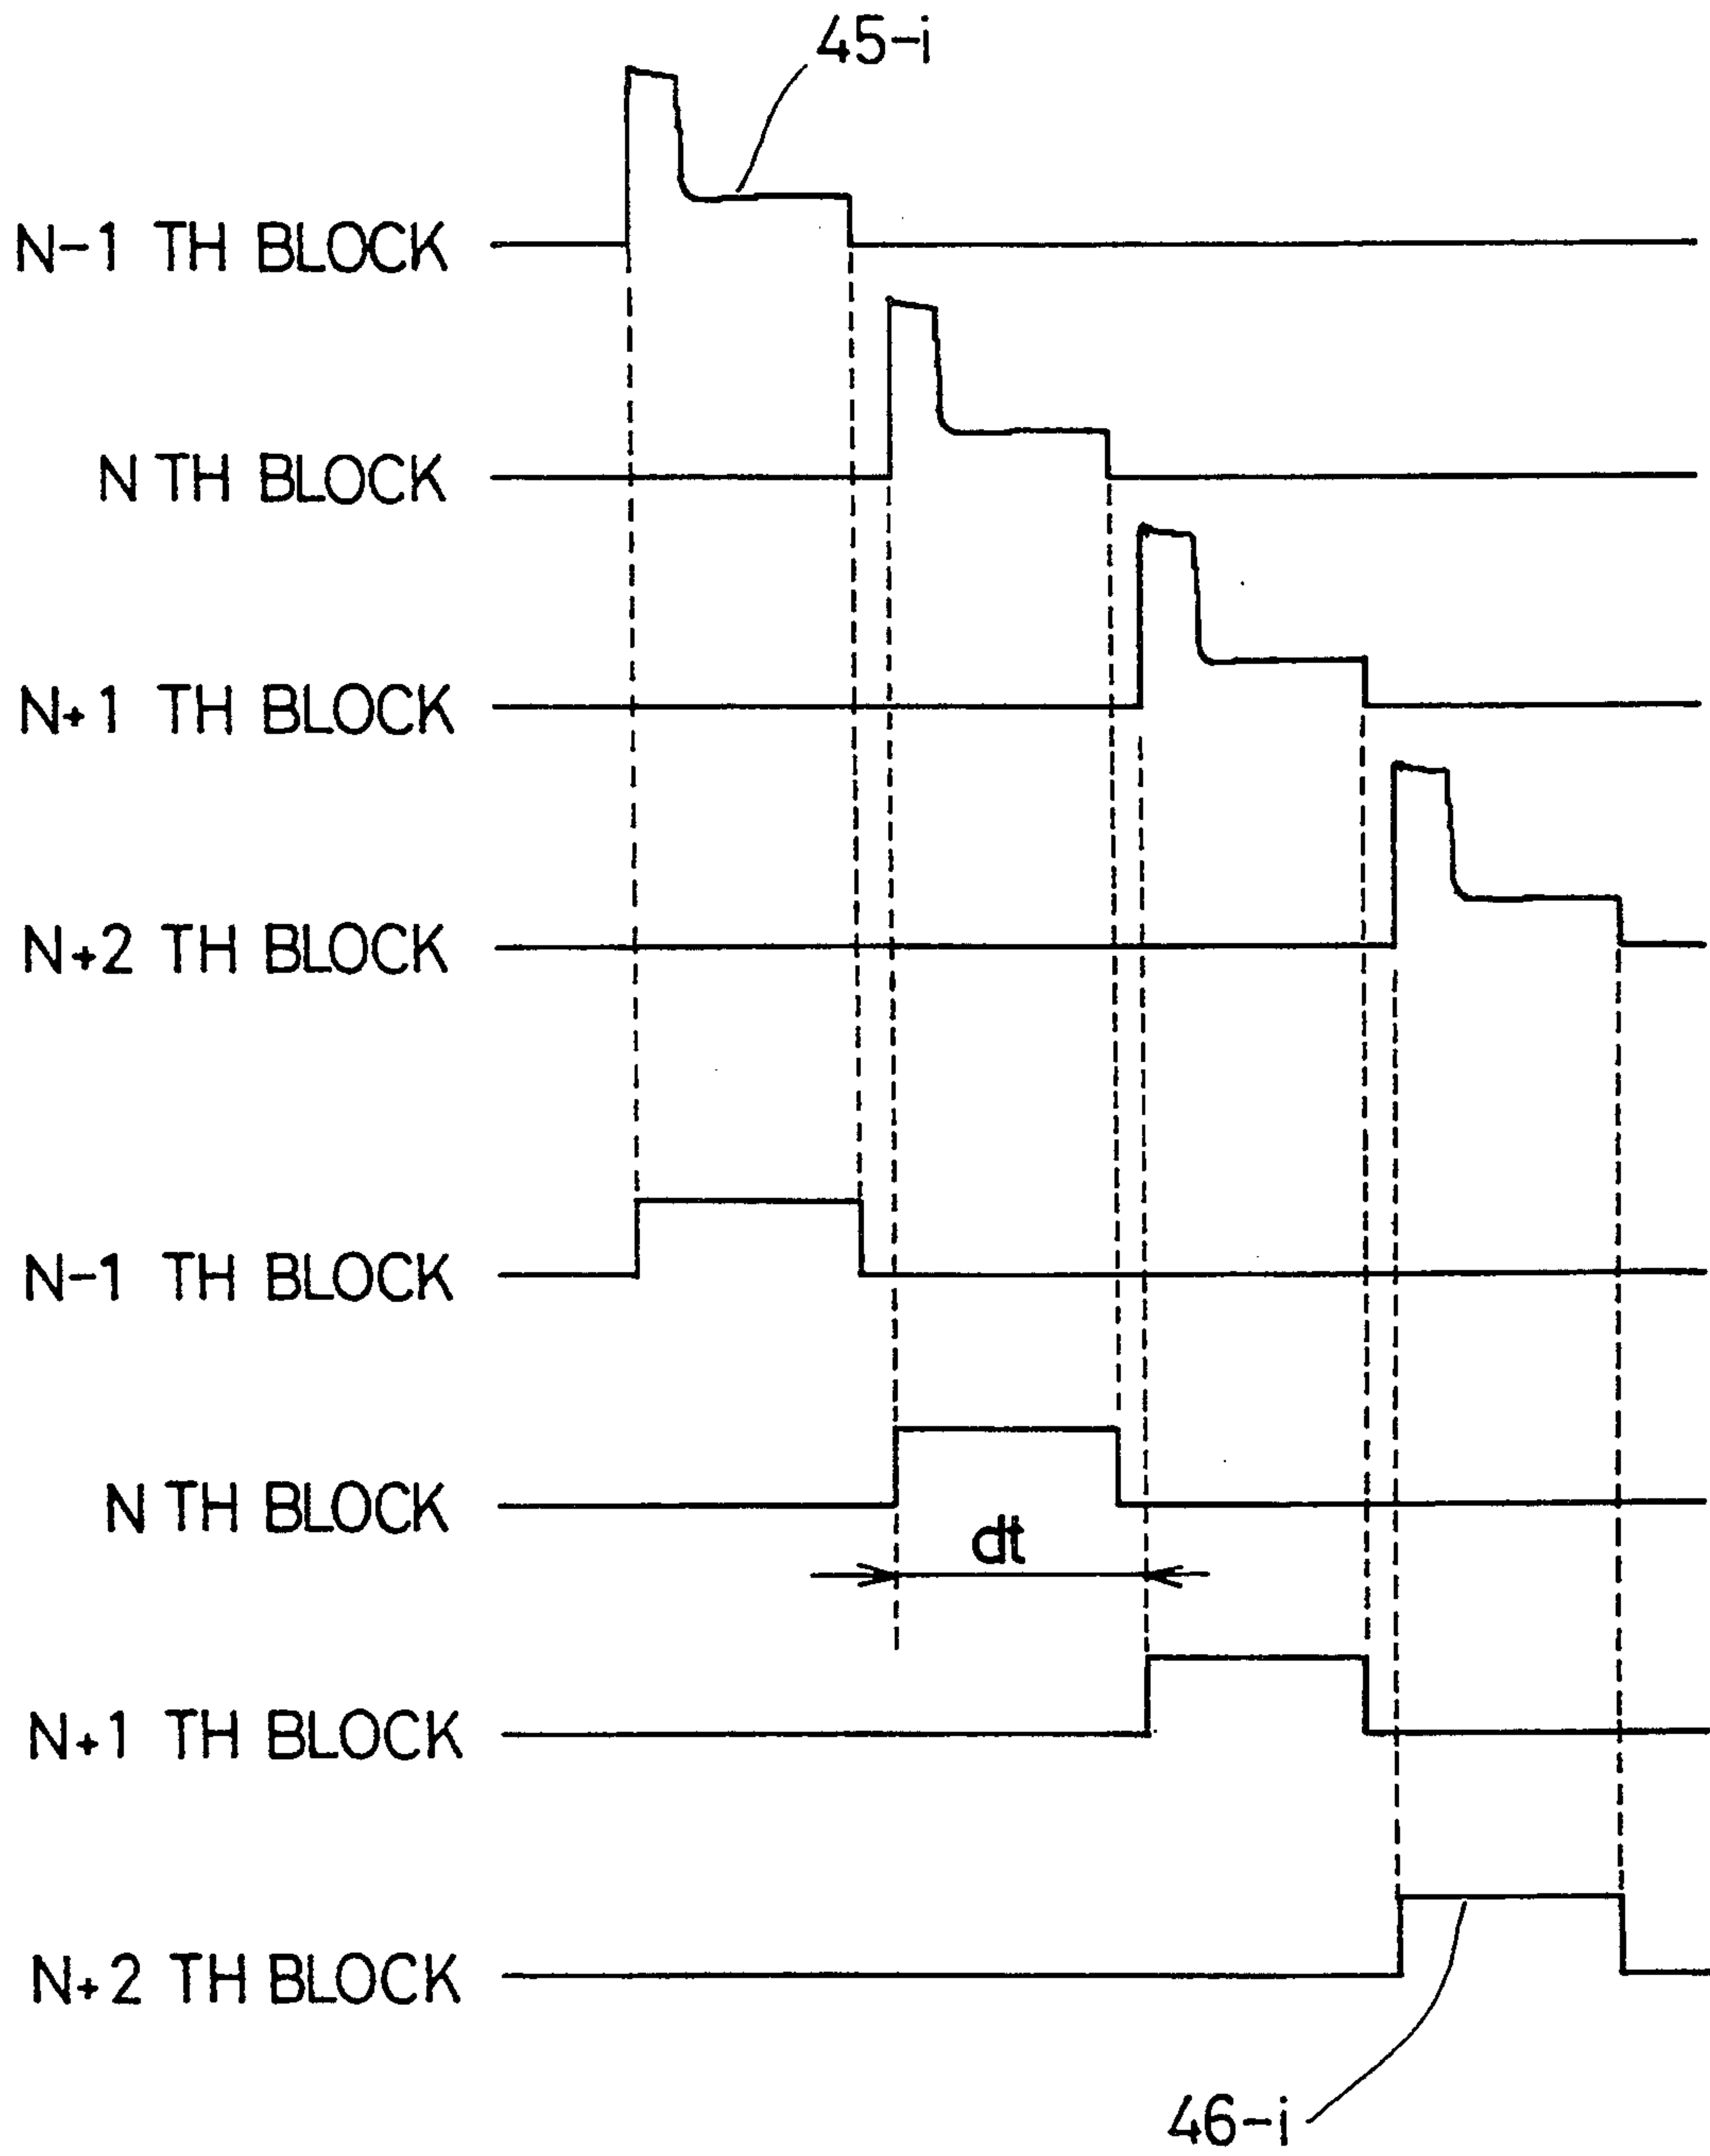 45-i
N-1 TH BLOCK
N TH BLOCK
N+1 TH BLOCK
N+2 TH BLOCK
N-1 TH BLOCK
N TH BLOCK
dt
N+1 TH BLOCK
N+2 TH BLOCK
46-i